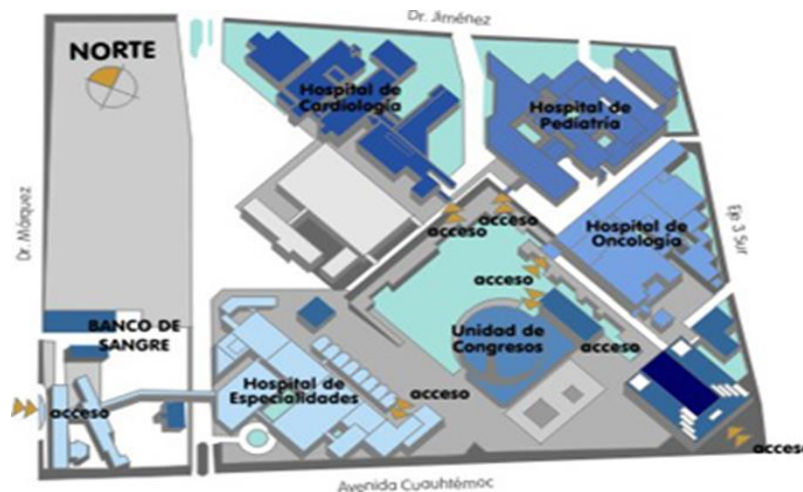 Dr. Jiménez
NORTE
Hospital de
Cardiología
Hospital de
Pediatría
Dr. Márquez
Hospital de
Oncología
Eje 3 Sur
acceso
acceso
acceso
acceso
BANCO DE
SANGRE
Unidad de
Congresos
acceso
Hospital de
Especialidades
acceso
acceso
acceso
Avenida Cuauhtémoc